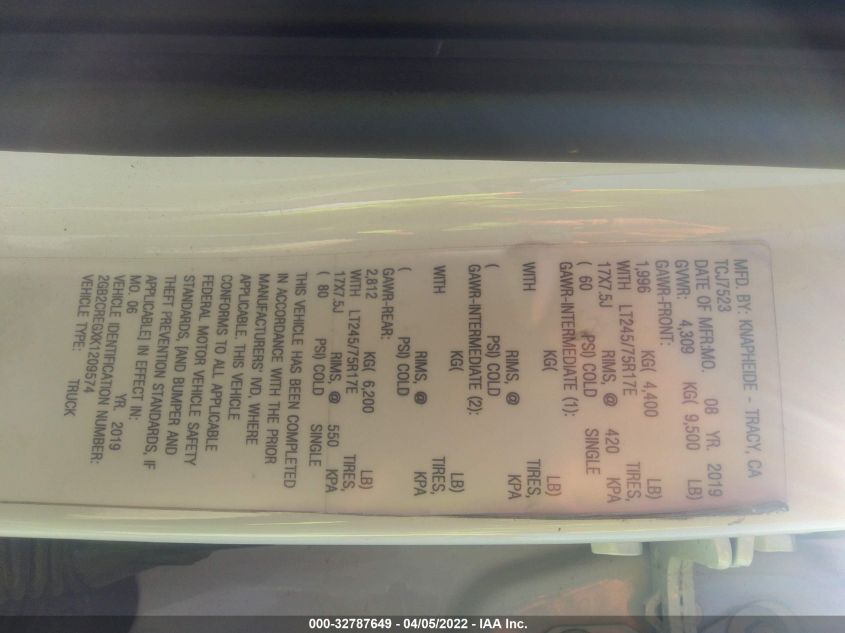 MFD. BY: KNAPHEIDE - TRACY, CA
TCJ7523
DATE OF MFR:MO. 08 YR. 2019
GVWR: 4,309 KG( 9,500 LB)
GAWR-FRONT:
1,996 KG( 4,400 LB)
WITH LT245/75R17E TIRES,
17X7.5J RIMS, @ 420 KPA
( 60 PSI) COLD SINGLE
GAWR-INTERMEDIATE (1):
KG( LB)
WITH TIRES,
RIMS, @ KPA
( PSI) COLD
GAWR-INTERMEDIATE (2):
KG( LB)
WITH TIRES,
RIMS, @ KPA
( PSI) COLD
GAWR-REAR:
2,812 KG( 6,200 LB)
WITH LT245/75R17E TIRES,
17X7.5J RIMS, @ 550 KPA
( 80 PSI) COLD SINGLE
THIS VEHICLE HAS BEEN COMPLETED
IN ACCORDANCE WITH THE PRIOR
MANUFACTURERS' IVD, WHERE
APPLICABLE. THIS VEHICLE
CONFORMS TO ALL APPLICABLE
FEDERAL MOTOR VEHICLE SAFETY
STANDARDS, [AND BUMPER AND
THEFT PREVENTION STANDARDS, IF
APPLICABLE] IN EFFECT IN:
MO. 06 YR. 2019
VEHICLE IDENTIFICATION NUMBER:
2GB2CREGXK1209574
VEHICLE TYPE: TRUCK
000-32787649 - 04/05/2022 - IAA Inc.